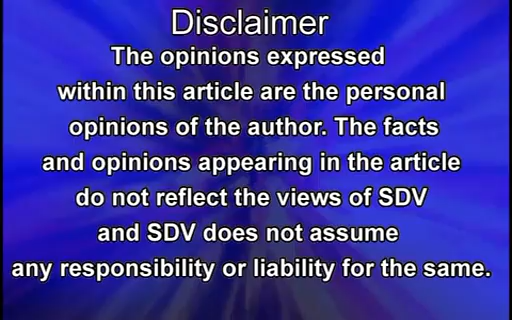 Disclaimer
The opinions expressed
within this article are the personal
opinions of the author. The facts
and opinions appearing in the article
do not reflect the views of SDV
and SDV does not assume
any responsibility or liability for the same.